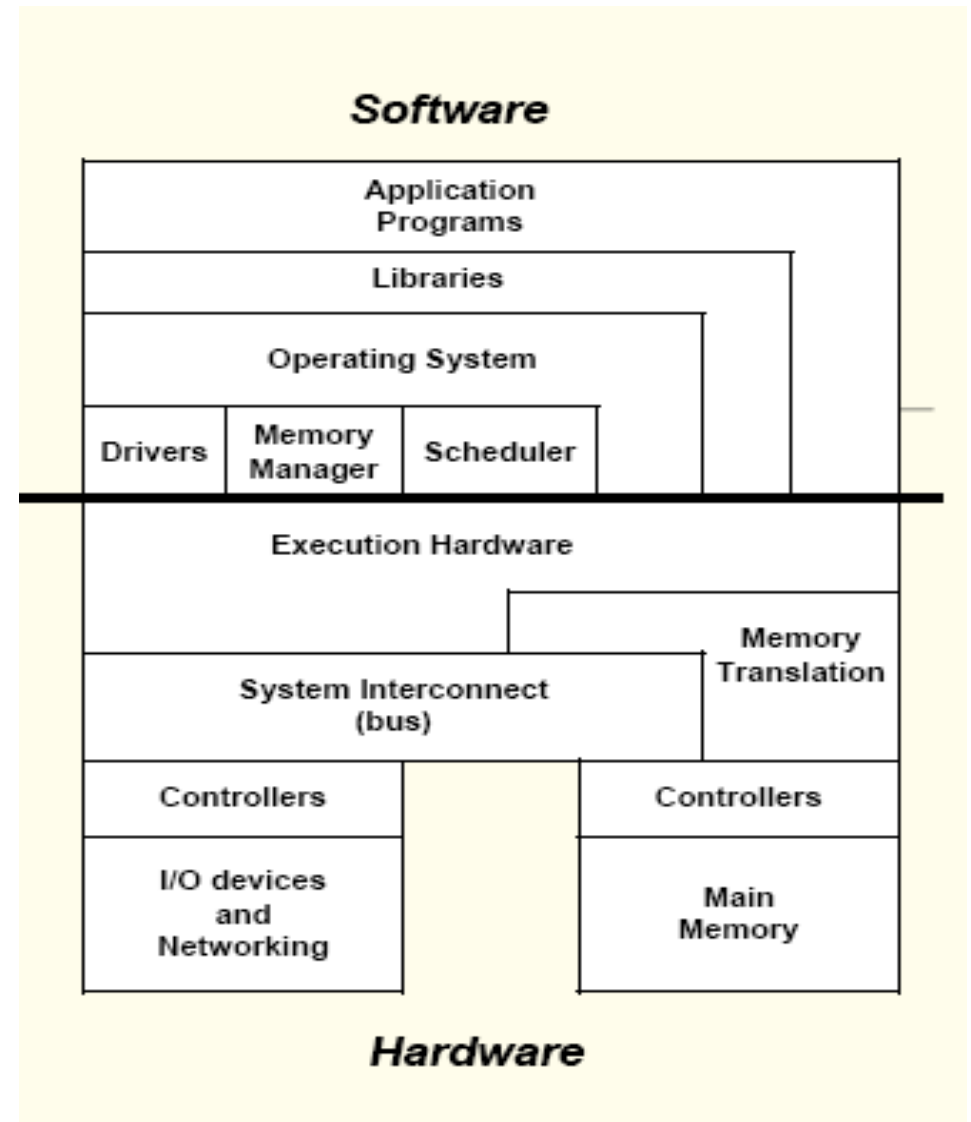 Software
Application
Programs
Libraries
Operating System
Drivers
Memory
Manager
Scheduler
Execution Hardware
Memory
Translation
System Interconnect
(bus)
Controllers
Controllers
I/O devices
and
Networking
Main
Memory
Hardware